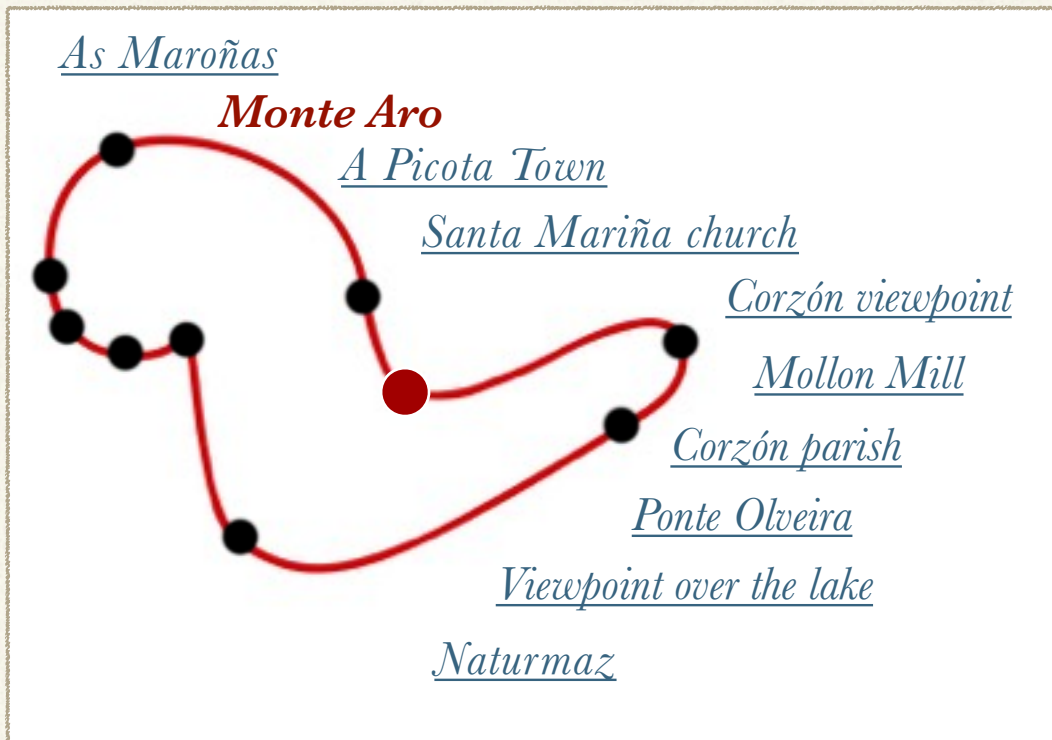 As Maroñas
Monte Aro
A Picota Town
Santa Mariña church
Corzón viewpoint
Mollon Mill
Corzón parish
Ponte Olveira
Viewpoint over the lake
Naturmaz